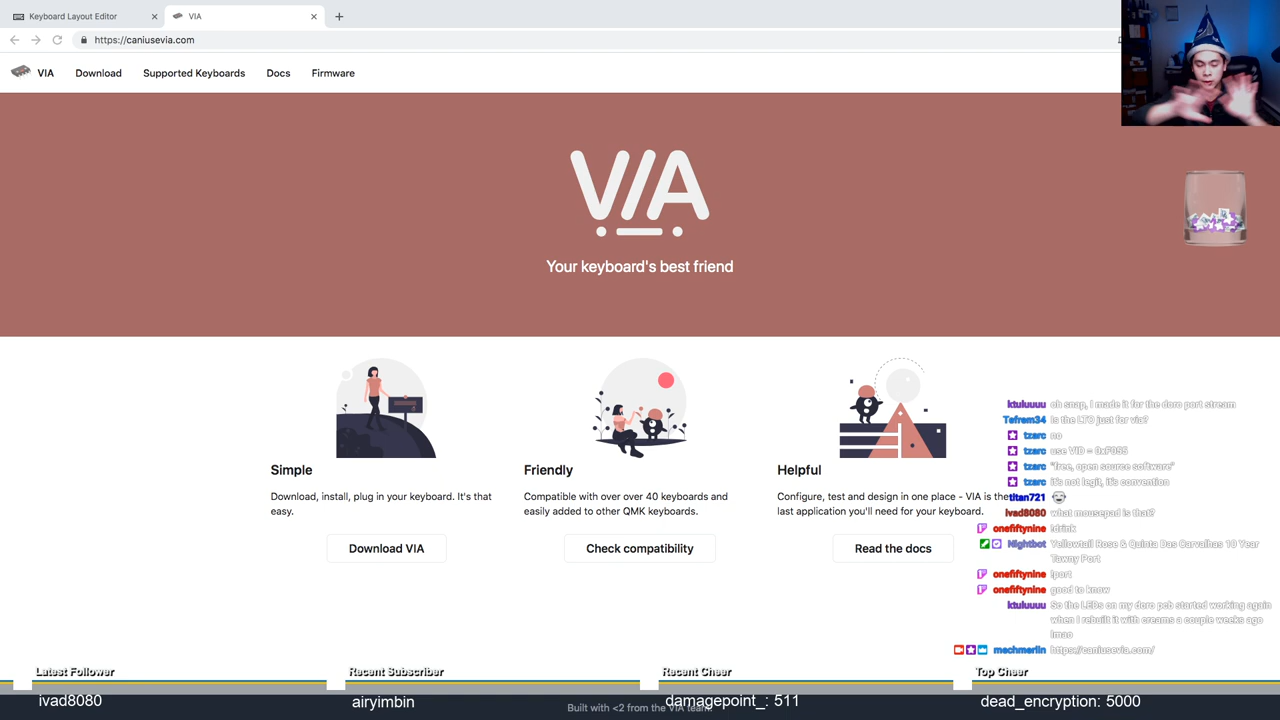 Keyboard Layout Editor
VIA
https://caniusevia.com
VIA
Download
Supported Keyboards
Docs
Firmware
VIA
Your keyboard's best friend
Simple
Download, install, plug in your keyboard. It's that
easy.
Download VIA
Friendly
Compatible with over over 40 keyboards and
easily added to other QMK keyboards.
Check compatibility
Helpful
Configure, test and design in one place - VIA is the
last application you'll need for your keyboard.
Read the docs
ktuluuuu oh snap, I made it for the doro port stream
Tefrem34 Is the LTO just for via?
tzarc no
tzarc use VID = 0xF055
tzarc "free, open source software"
tzarc it's not legit, it's convention
titan721
ivad8080 what mousepad is that?
onefiftynine !drink
Nightbot Yellowtail Rose & Quinta Das Carvalhas 10 Year
Tawny Port
onefiftynine !port
onefiftynine good to know
ktuluuuu So the LEDs on my doro pcb started working again
when I rebuilt it with creams a couple weeks ago
lmao
mechmerlin https://caniusevia.com/
Latest Follower
ivad8080
Recent Subscriber
airyimbin
Recent Cheer
damagepoint_: 511
Top Cheer
dead_encryption: 5000
Built with <2 from the VIA team.